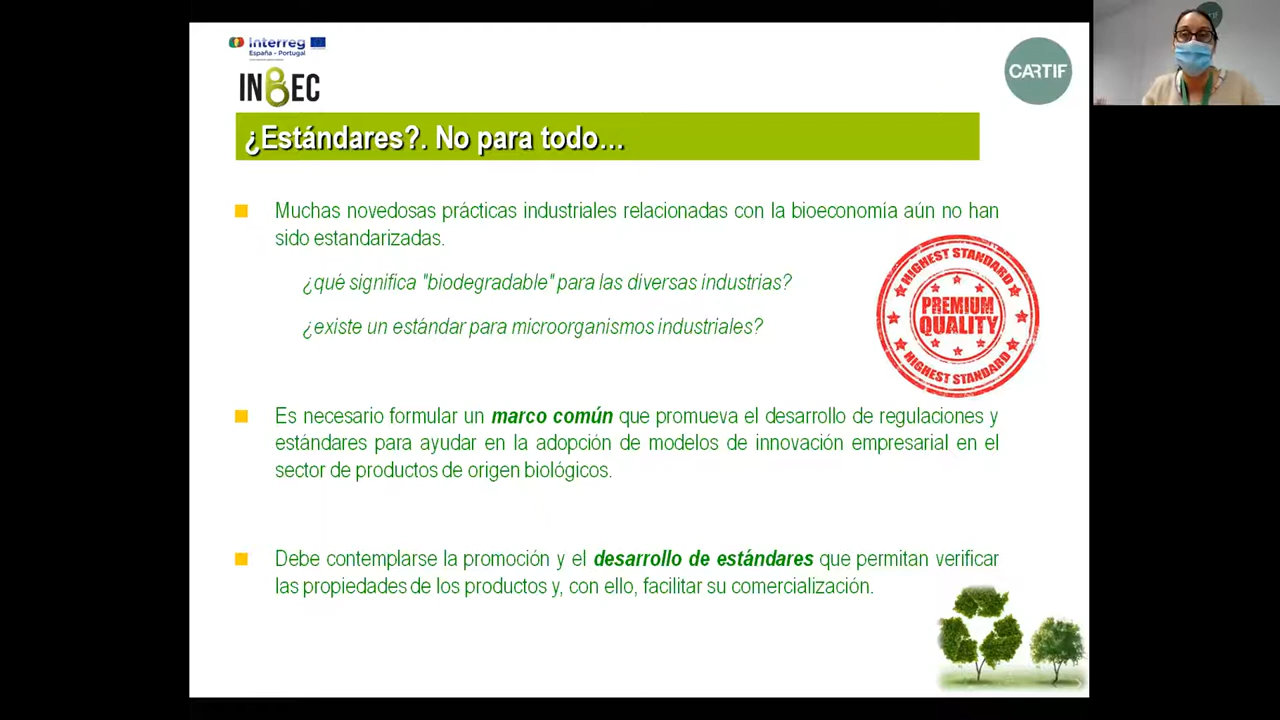 Interreg
España - Portugal
INBEC
CARTIF
¿Estándares?. No para todo...
Muchas novedosas prácticas industriales relacionadas con la bioeconomía aún no han
sido estandarizadas.
¿qué significa "biodegradable" para las diversas industrias?
¿existe un estándar para microorganismos industriales?
HIGHEST STANDARD
PREMIUM
QUALITY
HIGHEST STANDARD
Es necesario formular un marco común que promueva el desarrollo de regulaciones y
estándares para ayudar en la adopción de modelos de innovación empresarial en el
sector de productos de origen biológicos.
Debe contemplarse la promoción y el desarrollo de estándares que permitan verificar
las propiedades de los productos y, con ello, facilitar su comercialización.